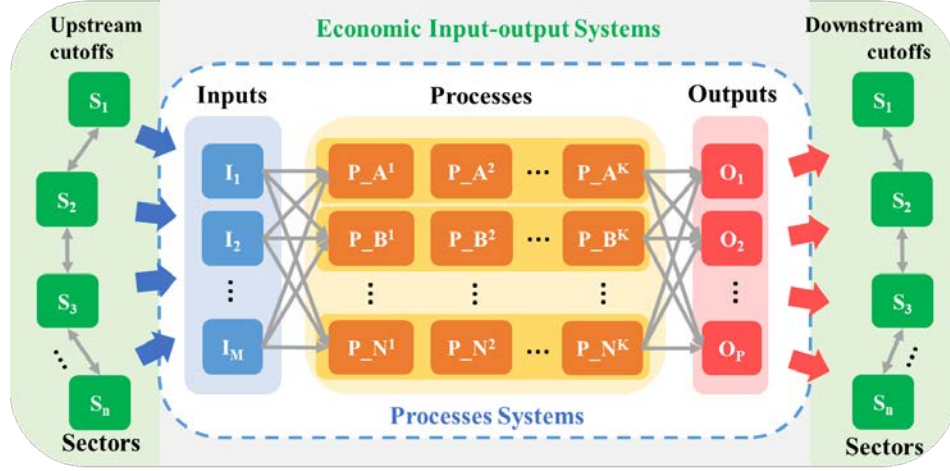 Upstream
cutoffs
S1
S2
S3
...
Sn
Sectors
Economic Input-output Systems
Inputs
I1
I2
⋮
IM
Processes
P_A¹ P_A² ... P_Aᴷ
P_B¹ P_B² ... P_Bᴷ
⋮ ⋮ ⋮
P_N¹ P_N² ... P_Nᴷ
Outputs
O1
O2
⋮
OP
Processes Systems
Downstream
cutoffs
S1
S2
S3
...
Sn
Sectors